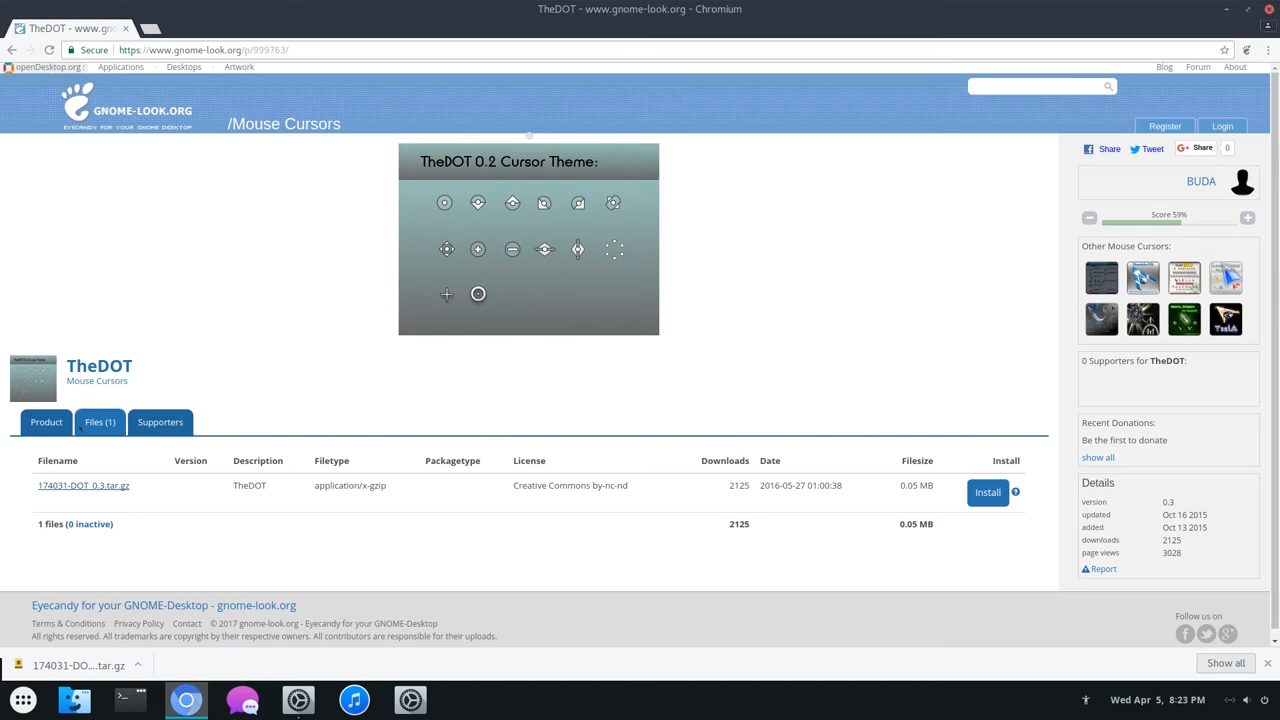 TheDOT - www.gnome-look.org - Chromium
TheDOT - www.gn
Secure https://www.gnome-look.org/p/999763/
openDesktop.org : Applications Desktops Artwork Blog Forum About
GNOME-LOOK.ORG
EYECANDY FOR YOUR GNOME DESKTOP
/Mouse Cursors
Register Login
TheDOT 0.2 Cursor Theme:
Share Tweet Share 0
BUDA
Score 59%
Other Mouse Cursors:
0 Supporters for TheDOT:
TheDOT
Mouse Cursors
Product Files (1) Supporters
Recent Donations:
Be the first to donate
show all
Filename Version Description Filetype Packagetype License Downloads Date Filesize Install
174031-DOT_0.3.tar.gz TheDOT application/x-gzip Creative Commons by-nc-nd 2125 2016-05-27 01:00:38 0.05 MB Install
1 files (0 inactive) 2125 0.05 MB
Details
version 0.3
updated Oct 16 2015
added Oct 13 2015
downloads 2125
page views 3028
Report
Eyecandy for your GNOME-Desktop - gnome-look.org
Terms & Conditions Privacy Policy Contact © 2017 gnome-look.org - Eyecandy for your GNOME-Desktop
All rights reserved. All trademarks are copyright by their respective owners. All contributors are responsible for their uploads.
Follow us on
174031-DO....tar.gz Show all
Wed Apr 5, 8:23 PM